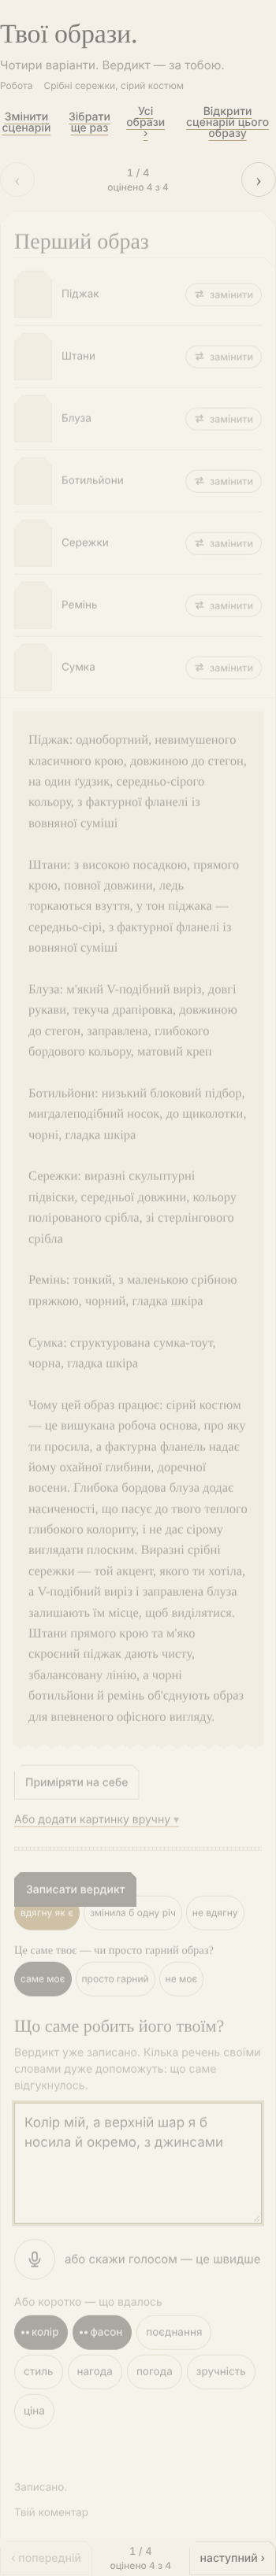 Твої образи.
Чотири варіанти. Вердикт — за тобою.
Робота Срібні сережки, сірий костюм
Змінити сценарій
Зібрати ще раз
Усі образи ›
Відкрити сценарій цього образу
‹
1 / 4
оцінено 4 з 4
›
Перший образ
Піджак ⇄ замінити
Штани ⇄ замінити
Блуза ⇄ замінити
Ботильйони ⇄ замінити
Сережки ⇄ замінити
Ремінь ⇄ замінити
Сумка ⇄ замінити
Піджак: однобортний, невимушеного
класичного крою, довжиною до стегон,
на один ґудзик, середньо-сірого
кольору, з фактурної фланелі із
вовняної суміші
Штани: з високою посадкою, прямого
крою, повної довжини, ледь
торкаються взуття, у тон піджака —
середньо-сірі, з фактурної фланелі із
вовняної суміші
Блуза: м'який V-подібний виріз, довгі
рукави, текуча драпіровка, довжиною
до стегон, заправлена, глибокого
бордового кольору, матовий креп
Ботильйони: низький блоковий підбор,
мигдалеподібний носок, до щиколотки,
чорні, гладка шкіра
Сережки: виразні скульптурні
підвіски, середньої довжини, кольору
полірованого срібла, зі стерлінгового
срібла
Ремінь: тонкий, з маленькою срібною
пряжкою, чорний, гладка шкіра
Сумка: структурована сумка-тоут,
чорна, гладка шкіра
Чому цей образ працює: сірий костюм
— це вишукана робоча основа, про яку
ти просила, а фактурна фланель надає
йому охайної глибини, доречної
восени. Глибока бордова блуза додає
насиченості, що пасує до твого теплого
глибокого колориту, і не дає сірому
виглядати плоским. Виразні срібні
сережки — той акцент, якого ти хотіла,
а V-подібний виріз і заправлена блуза
залишають їм місце, щоб виділятися.
Штани прямого крою та м'яко
скроєний піджак дають чисту,
збалансовану лінію, а чорні
ботильйони й ремінь об'єднують образ
для впевненого офісного вигляду.
Приміряти на себе
Або додати картинку вручну ▾
Записати вердикт
вдягну як є змінила б одну річ не вдягну
Це саме твоє — чи просто гарний образ?
саме моє просто гарний не моє
Що саме робить його твоїм?
Вердикт уже записано. Кілька речень своїми
словами дуже допоможуть: що саме
відгукнулось.
Колір мій, а верхній шар я б
носила й окремо, з джинсами
або скажи голосом — це швидше
Або коротко — що вдалось
•• колір •• фасон поєднання
стиль нагода погода зручність
ціна
Записано.
Твій коментар
‹ попередній
1 / 4
оцінено 4 з 4
наступний ›